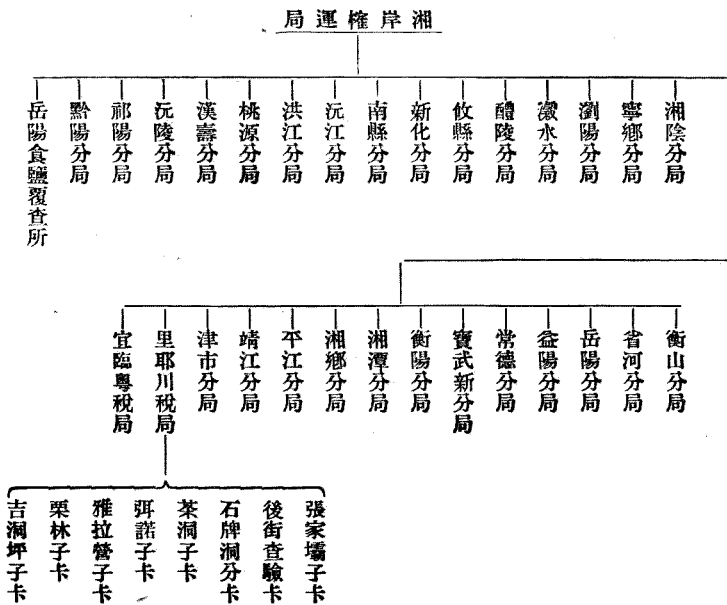 湘岸榷運局
湘陰分局
寧鄉分局
瀏陽分局
淥水分局
醴陵分局
攸縣分局
新化分局
南縣分局
沅江分局
洪江分局
桃源分局
漢壽分局
沅陵分局
祁陽分局
黔陽分局
岳陽食鹽覆查所
衡山分局
省河分局
岳陽分局
益陽分局
常德分局
寶武新分局
衡陽分局
湘潭分局
湘鄉分局
平江分局
靖江分局
津市分局
里耶川稅局
宜臨粵稅局
張家壩子卡
後街查驗卡
石牌洞分卡
茶洞子卡
弭諾子卡
雅拉營子卡
栗林子卡
吉洞坪子卡